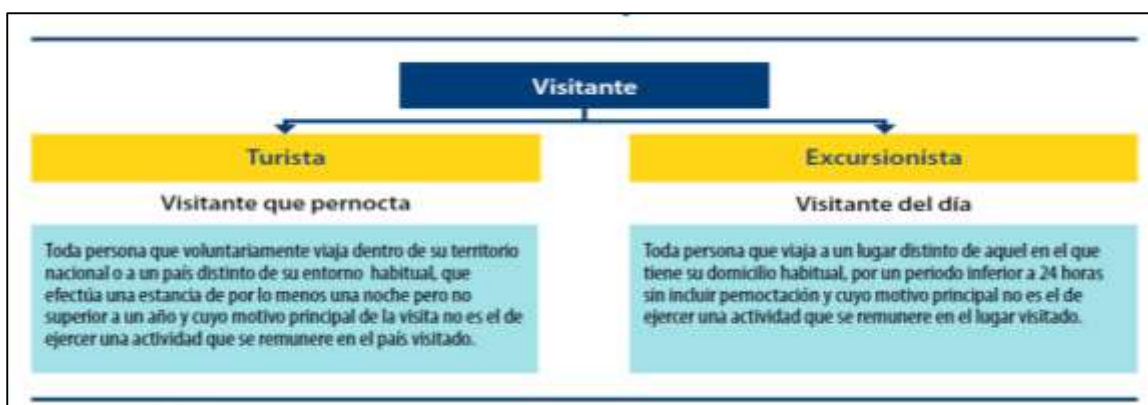 Visitante
Turista
Excursionista
Visitante que pernocta
Visitante del día
Toda persona que voluntariamente viaja dentro de su territorio
nacional o a un país distinto de su entorno habitual, que
efectúa una estancia de por lo menos una noche pero no
superior a un año y cuyo motivo principal de la visita no es el de
ejercer una actividad que se remunere en el país visitado.
Toda persona que viaja a un lugar distinto de aquel en el que
tiene su domicilio habitual, por un periodo inferior a 24 horas
sin incluir pernoctación y cuyo motivo principal no es el de
ejercer una actividad que se remunere en el lugar visitado.